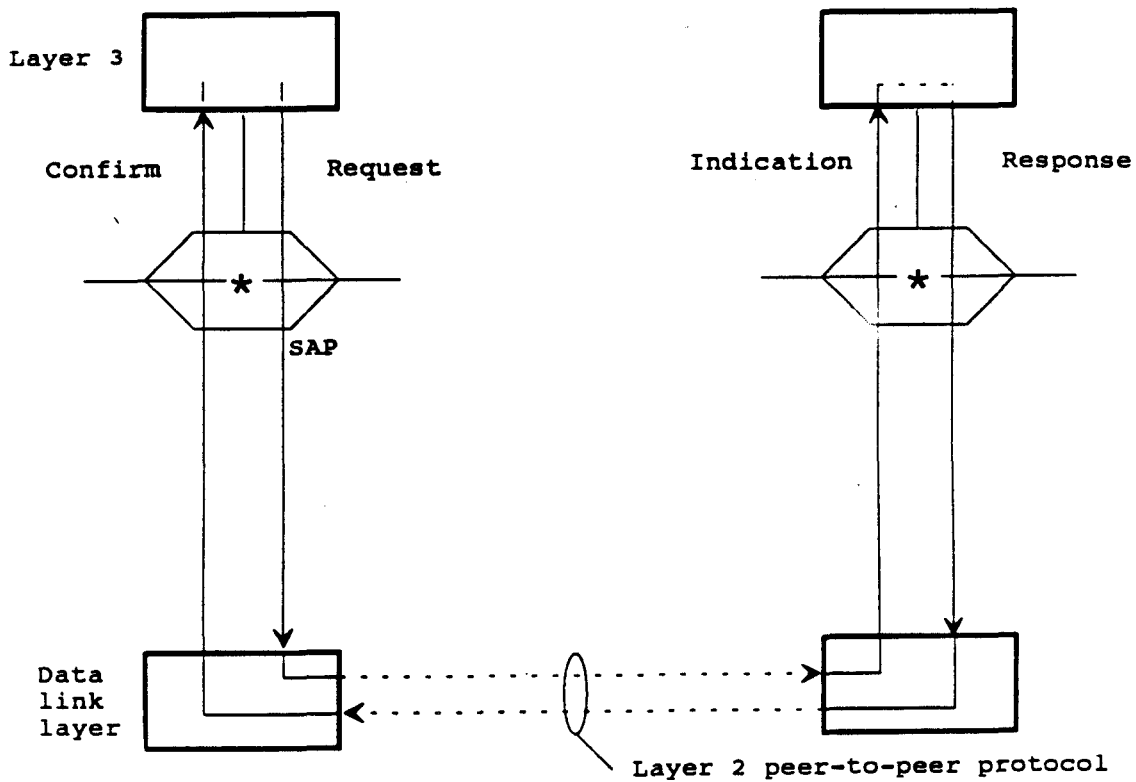 Layer 3
Confirm
Request
Indication
Response
*
*
SAP
Data
link
layer
Layer 2 peer-to-peer protocol